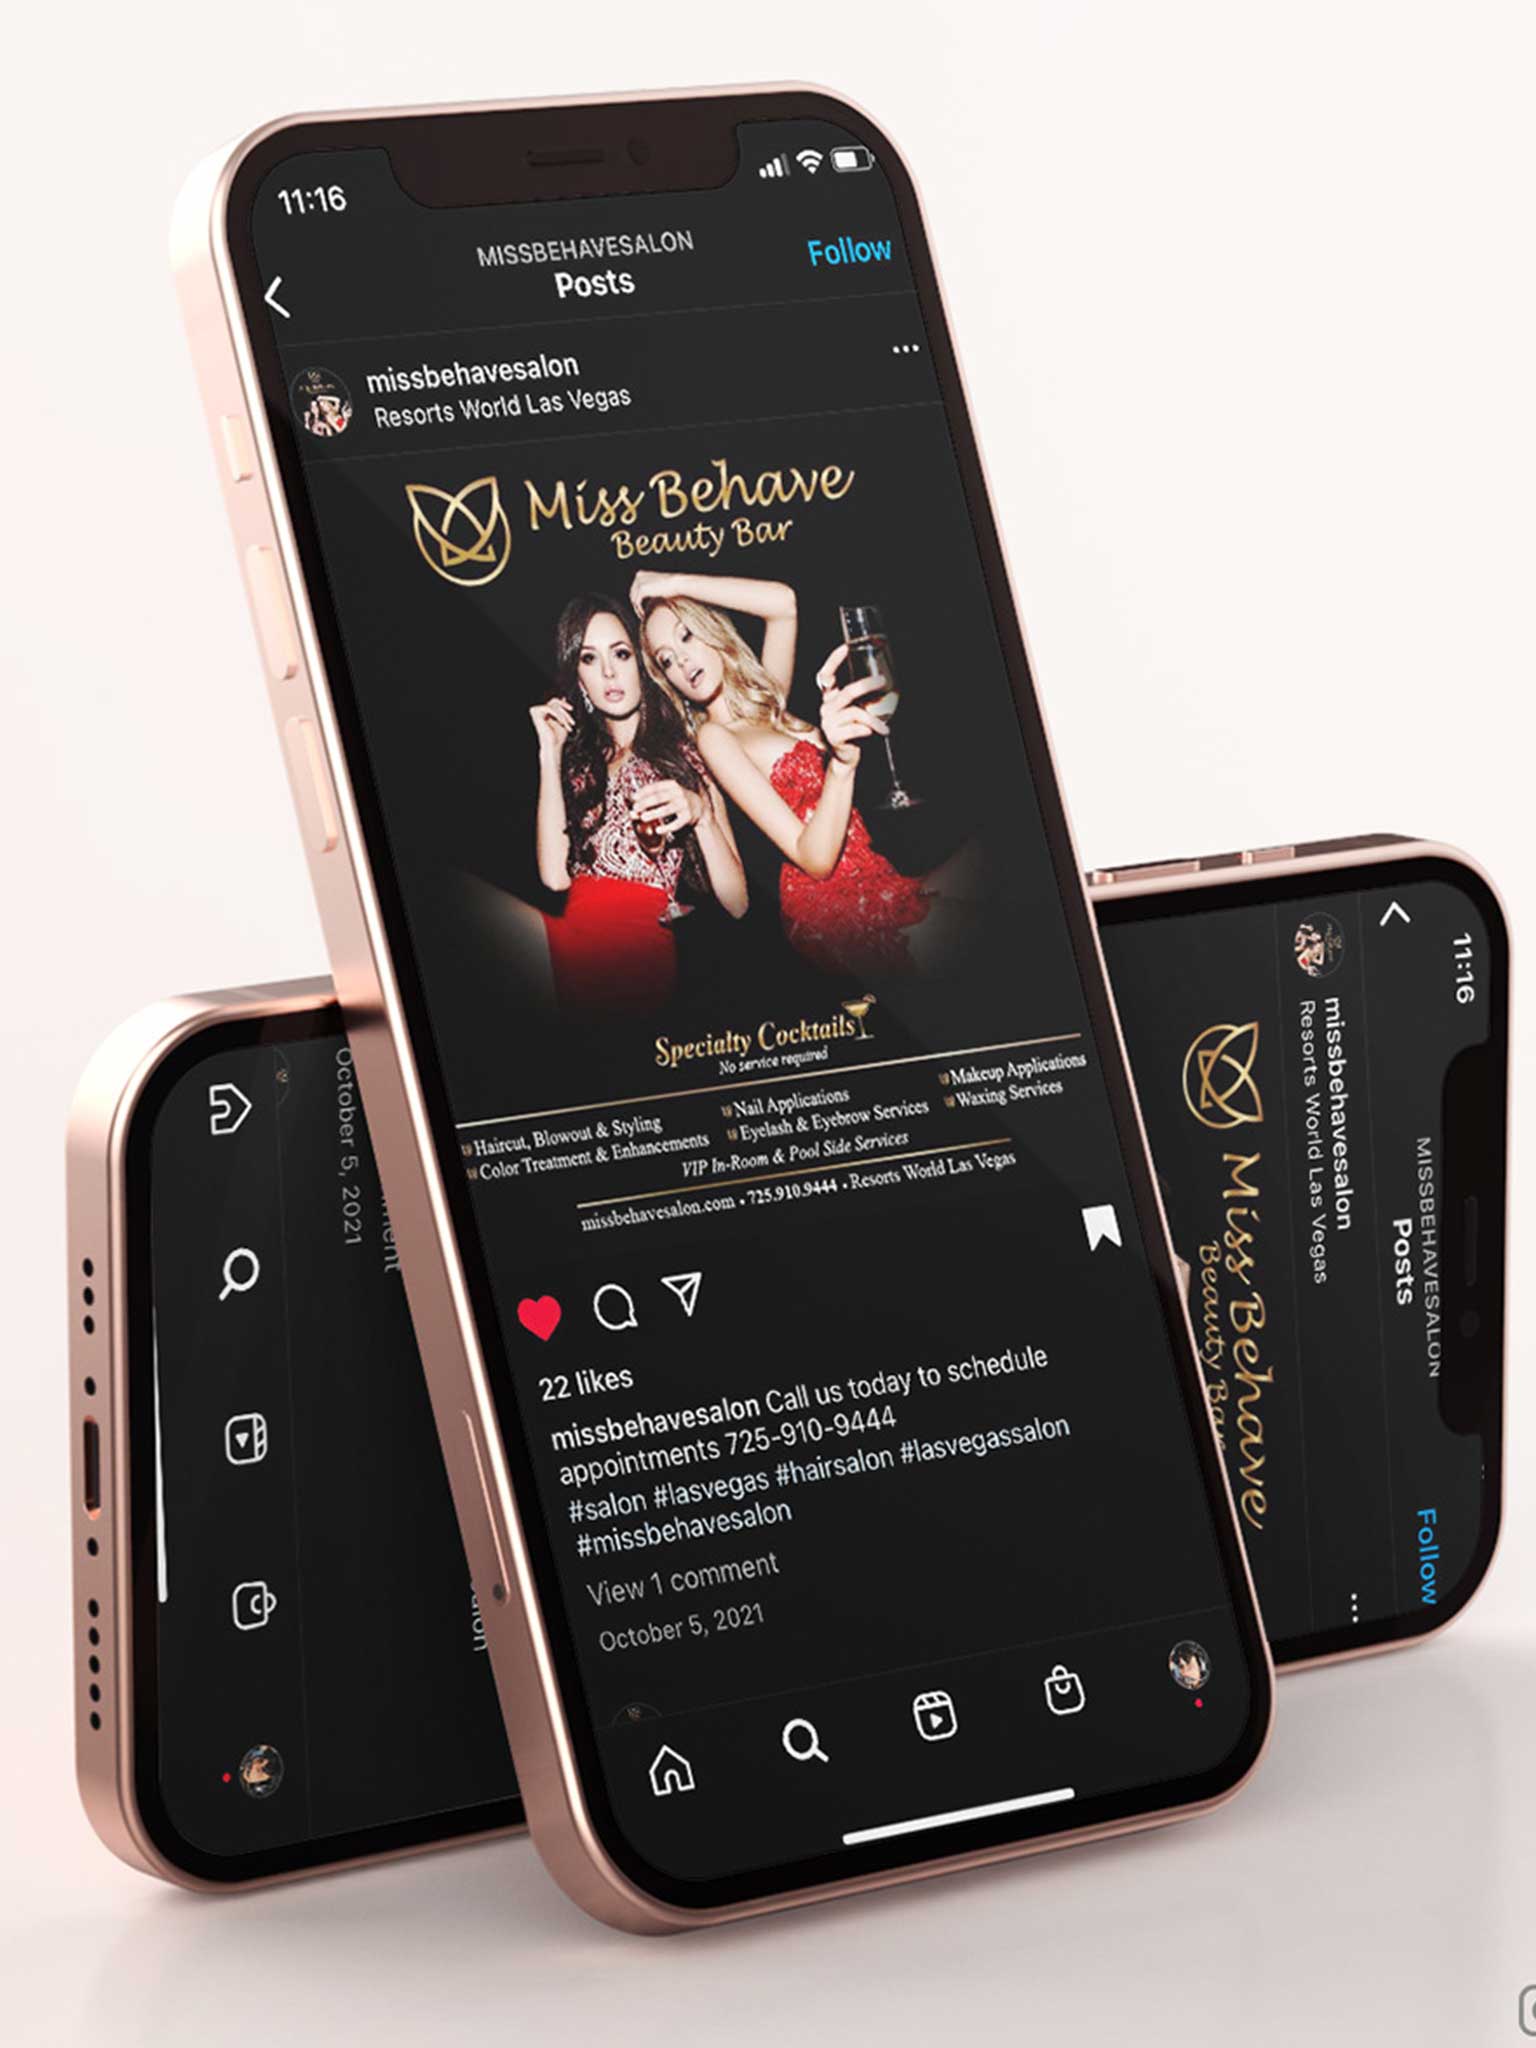 11:16
MISSBEHAVESALON
Posts
Follow
missbehavesalon
Resorts World Las Vegas
Miss Behave
Beauty Bar
Specialty Cocktails
No service required
Haircut, Blowout & Styling
Color Treatment & Enhancements
Nail Applications
Eyelash & Eyebrow Services
Makeup Applications
Waxing Services
VIP In-Room & Pool Side Services
missbehavesalon.com • 725.910.9444 • Resorts World Las Vegas
22 likes
missbehavesalon Call us today to schedule
appointments 725-910-9444
#salon #lasvegas #hairsalon #lasvegassalon
#missbehavesalon
View 1 comment
October 5, 2021
11:16
MISSBEHAVESALON
Posts
Follow
missbehavesalon
Resorts World Las Vegas
Miss Behave
Beauty Bar
October 5, 2021